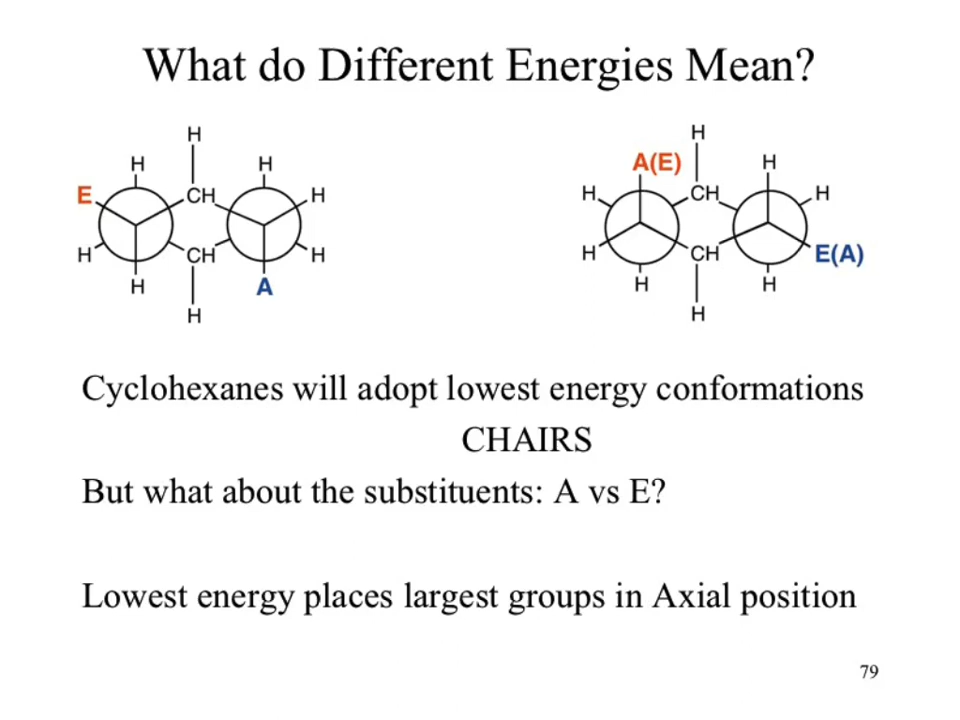 What do Different Energies Mean?
H
H
H
E
CH
H
H
CH
H
H
A
H
H
A(E)
H
H
CH
H
H
CH
E(A)
H
H
H
Cyclohexanes will adopt lowest energy conformations
CHAIRS
But what about the substituents: A vs E?
Lowest energy places largest groups in Axial position
79